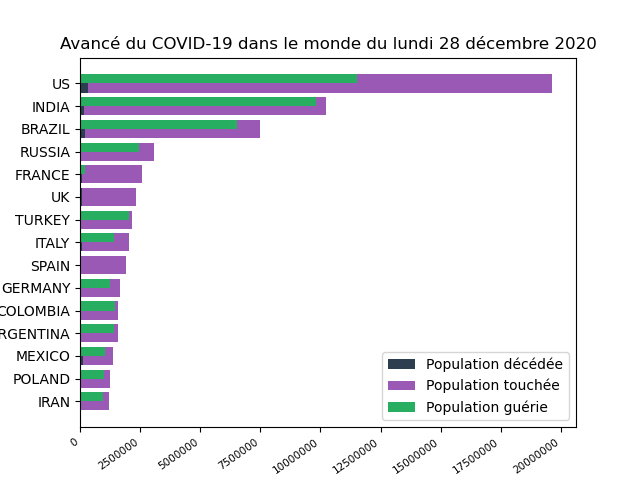 Avancé du COVID-19 dans le monde du lundi 28 décembre 2020
US
INDIA
BRAZIL
RUSSIA
FRANCE
UK
TURKEY
ITALY
SPAIN
GERMANY
COLOMBIA
RGENTINA
MEXICO
POLAND
IRAN
Population décédée
Population touchée
Population guérie
0 2500000 5000000 7500000 10000000 12500000 15000000 17500000 20000000